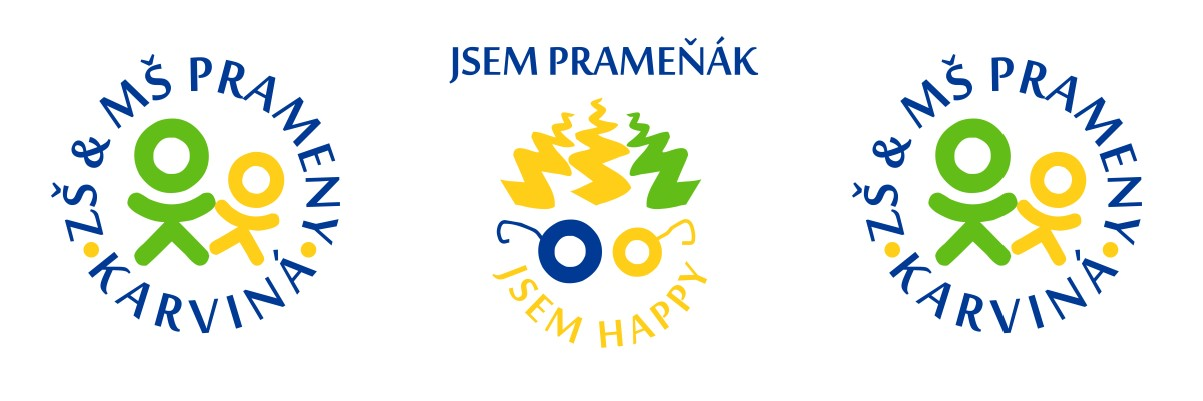 ZŠ & MŠ PRAMENY
KARVINÁ
JSEM PRAMEŇÁK
JSEM HAPPY
ZŠ & MŠ PRAMENY
KARVINÁ